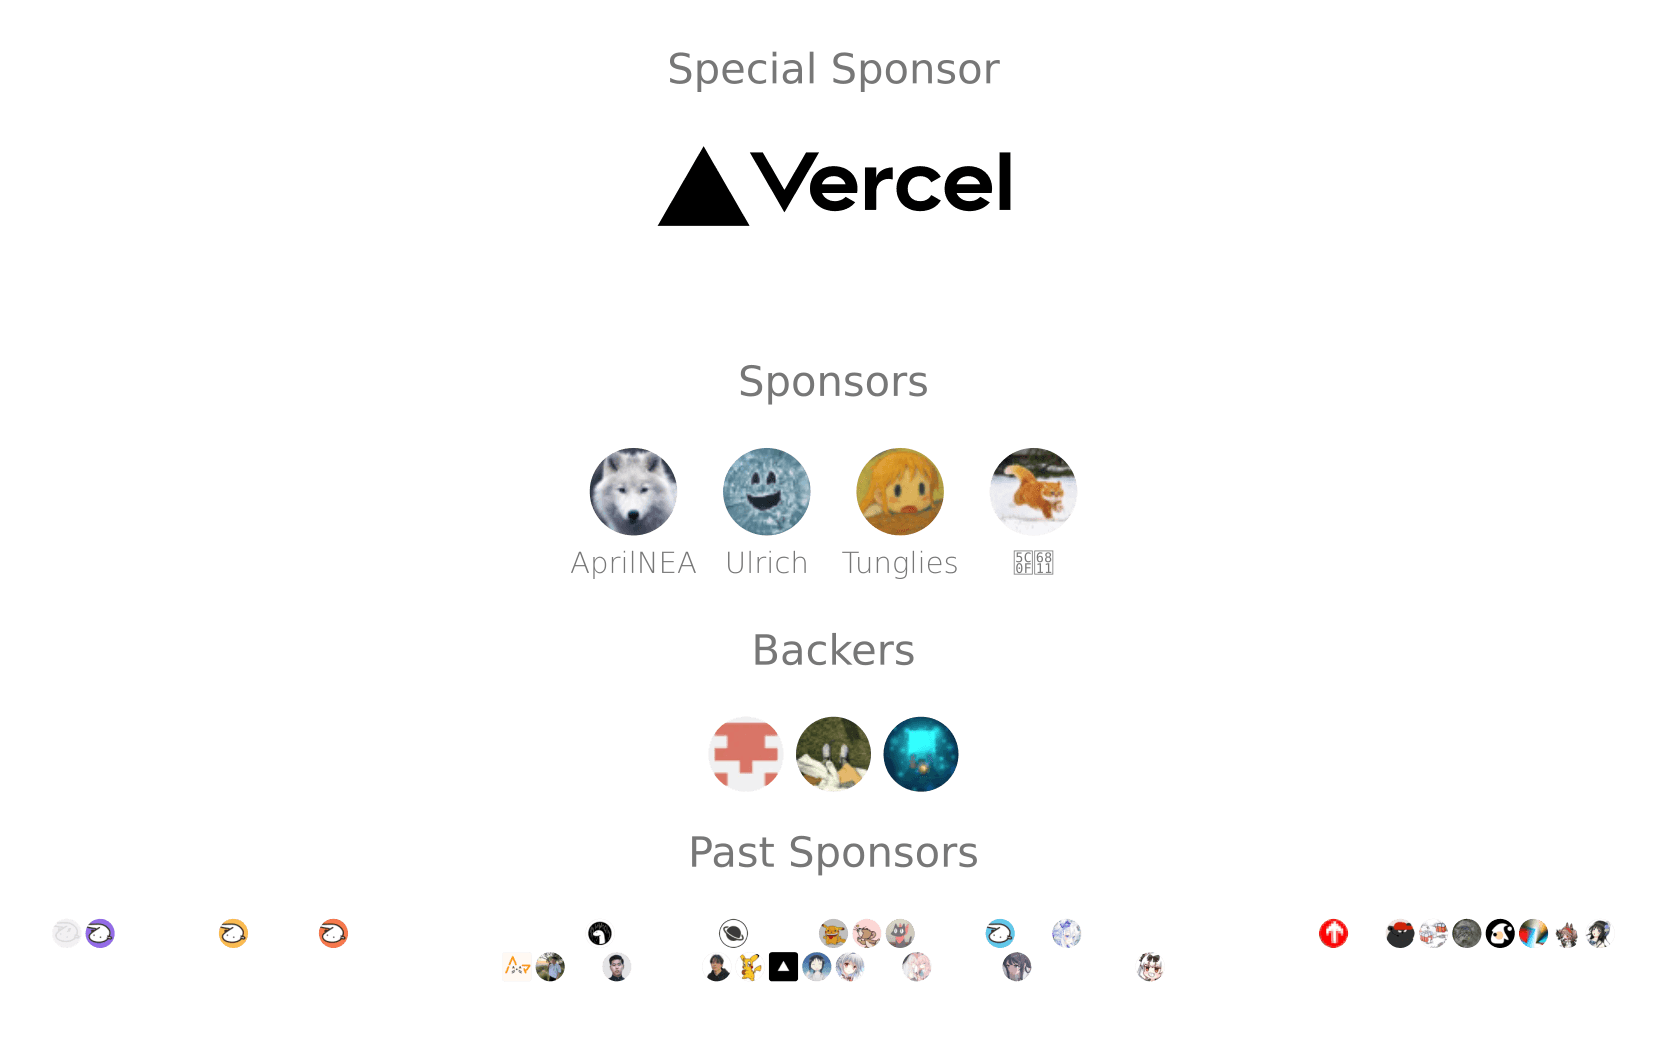 Special Sponsor
Vercel
Sponsors
AprilNEA Ulrich Tunglies
Backers
Past Sponsors